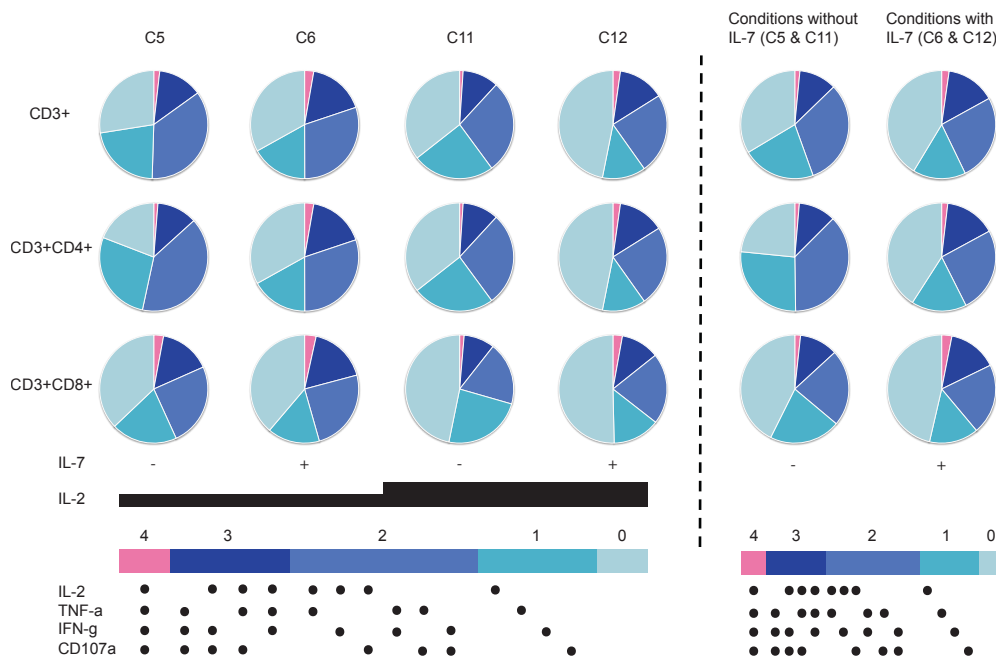 C5 C6 C11 C12
Conditions without
IL-7 (C5 & C11)
Conditions with
IL-7 (C6 & C12)
CD3+
CD3+CD4+
CD3+CD8+
IL-7 - + - + - +
IL-2
4 3 2 1 0 4 3 2 1 0
IL-2
TNF-a
IFN-g
CD107a